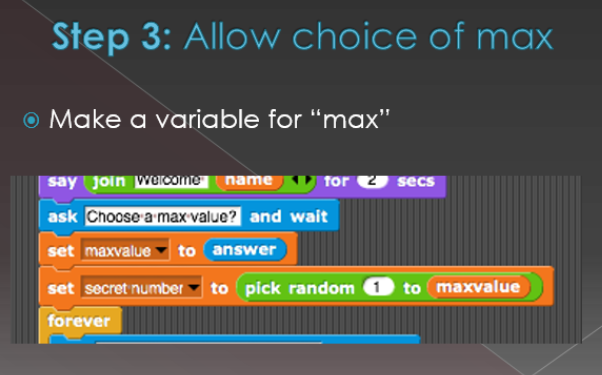 Step 3: Allow choice of max
Make a variable for “max”
say join Welcome name for 2 secs
ask Choose a max value? and wait
set maxvalue to answer
set secret number to pick random 1 to maxvalue
forever